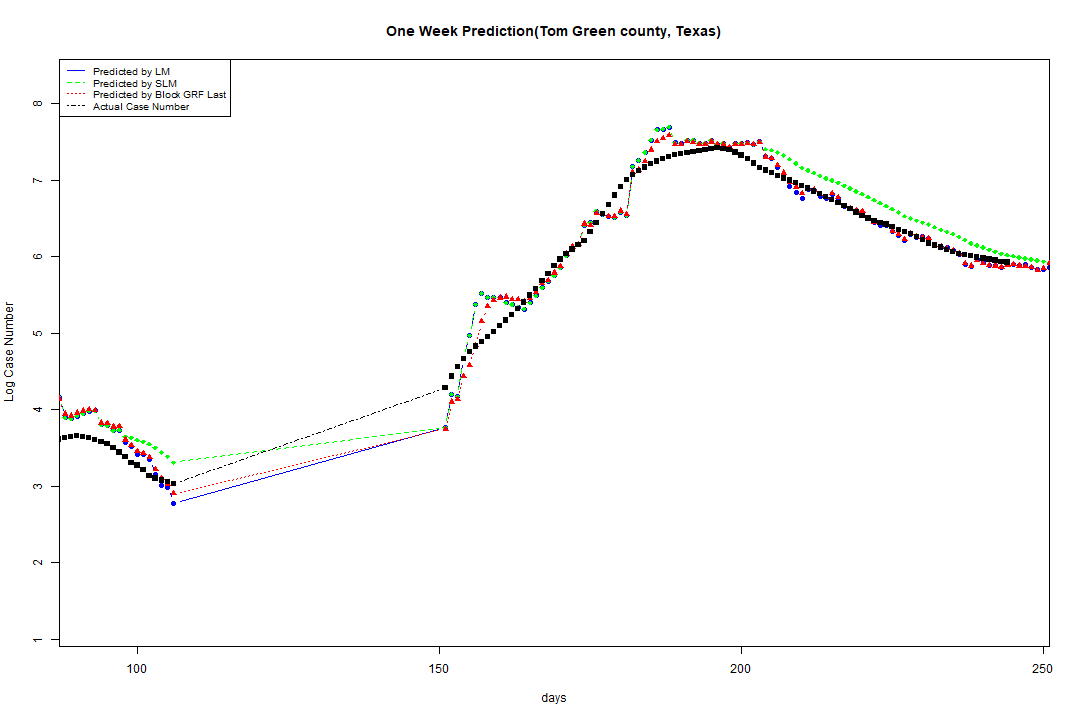 One Week Prediction(Tom Green county, Texas)
Predicted by LM
Predicted by SLM
Predicted by Block GRF Last
Actual Case Number
8
7
6
5
4
3
2
1
Log Case Number
100 150 200 250
days